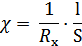 χ = 1/Rₓ · l/S